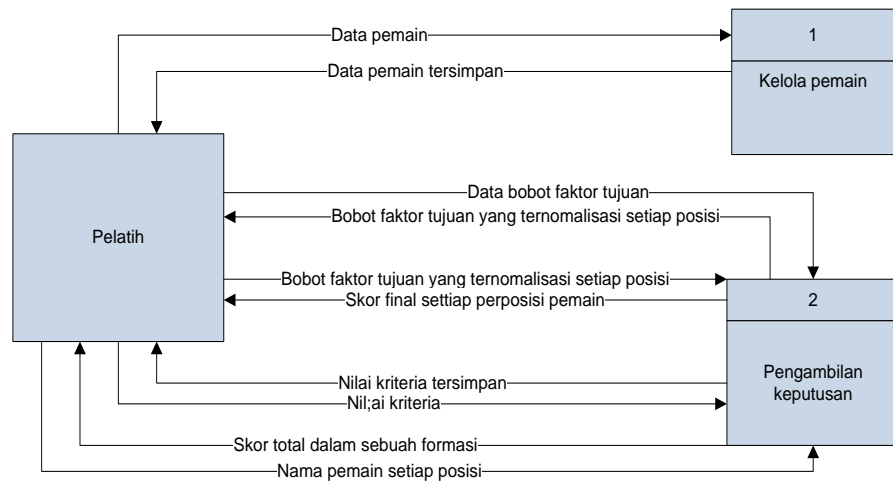 Data pemain
1
Data pemain tersimpan
Kelola pemain
Pelatih
Data bobot faktor tujuan
Bobot faktor tujuan yang ternomalisasi setiap posisi
Bobot faktor tujuan yang ternomalisasi setiap posisi
Skor final settiap perposisi pemain
2
Pengambilan
keputusan
Nilai kriteria tersimpan
Nil;ai kriteria
Skor total dalam sebuah formasi
Nama pemain setiap posisi